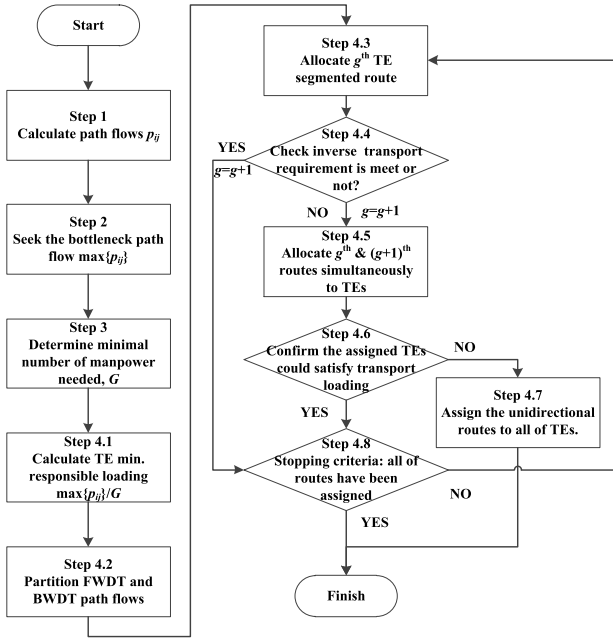 Start
Step 1
Calculate path flows pij
Step 2
Seek the bottleneck path
flow max{pij}
Step 3
Determine minimal
number of manpower
needed, G
Step 4.1
Calculate TE min.
responsible loading
max{pij}/G
Step 4.2
Partition FWDT and
BWDT path flows
Step 4.3
Allocate gth TE
segmented route
Step 4.4
Check inverse transport
requirement is meet or
not?
YES
g=g+1
NO
g=g+1
Step 4.5
Allocate gth & (g+1)th
routes simultaneously
to TEs
Step 4.6
Confirm the assigned TEs
could satisfy transport
loading
NO
YES
Step 4.7
Assign the unidirectional
routes to all of TEs.
Step 4.8
Stopping criteria: all of
routes have been
assigned
NO
YES
Finish